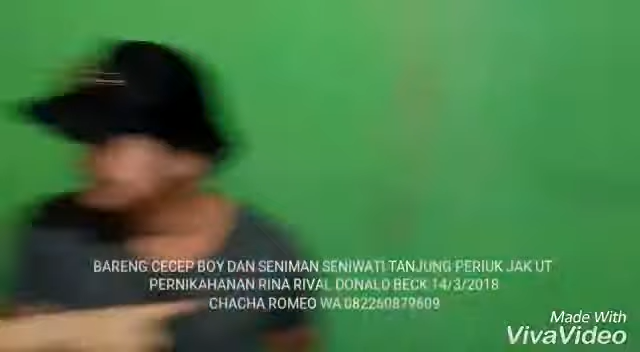 BARENG CECEP BOY DAN SENIMAN SENIWATI TANJUNG PERIUK JAK UT
PERNIKAHANAN RINA RIVAL DONALO BECK 14/3/2018
CHACHA ROMEO WA 082260879609
Made With
VivaVideo